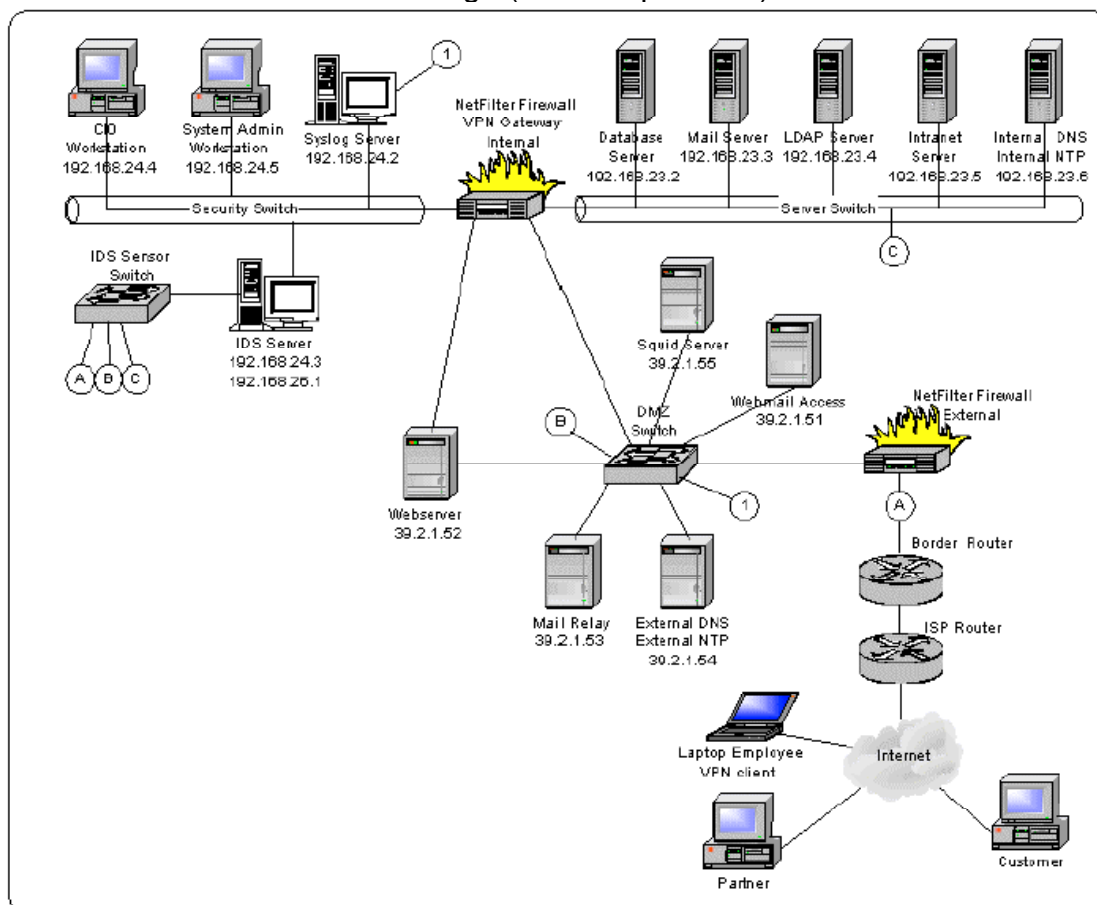 1
CIO
Workstation
192.168.24.4
System Admin
Workstation
192.168.24.5
Syslog Server
192.168.24.2
NetFilter Firewall
VPN Gateway
Internal
Database
Server
192.168.23.2
Mail Server
192.168.23.3
LDAP Server
192.168.23.4
Intranet
Server
192.168.23.5
Internal DNS
Internal NTP
192.168.23.6
Security Switch
Server Switch
C
IDS Sensor
Switch
A
B
C
IDS Server
192.168.24.3
192.168.26.1
Squid Server
39.2.1.55
Webmail Access
39.2.1.51
NetFilter Firewall
External
DMZ
Switch
B
1
A
Webserver
39.2.1.52
Mail Relay
39.2.1.53
External DNS
External NTP
39.2.1.54
Border Router
ISP Router
Internet
Laptop Employee
VPN client
Partner
Customer